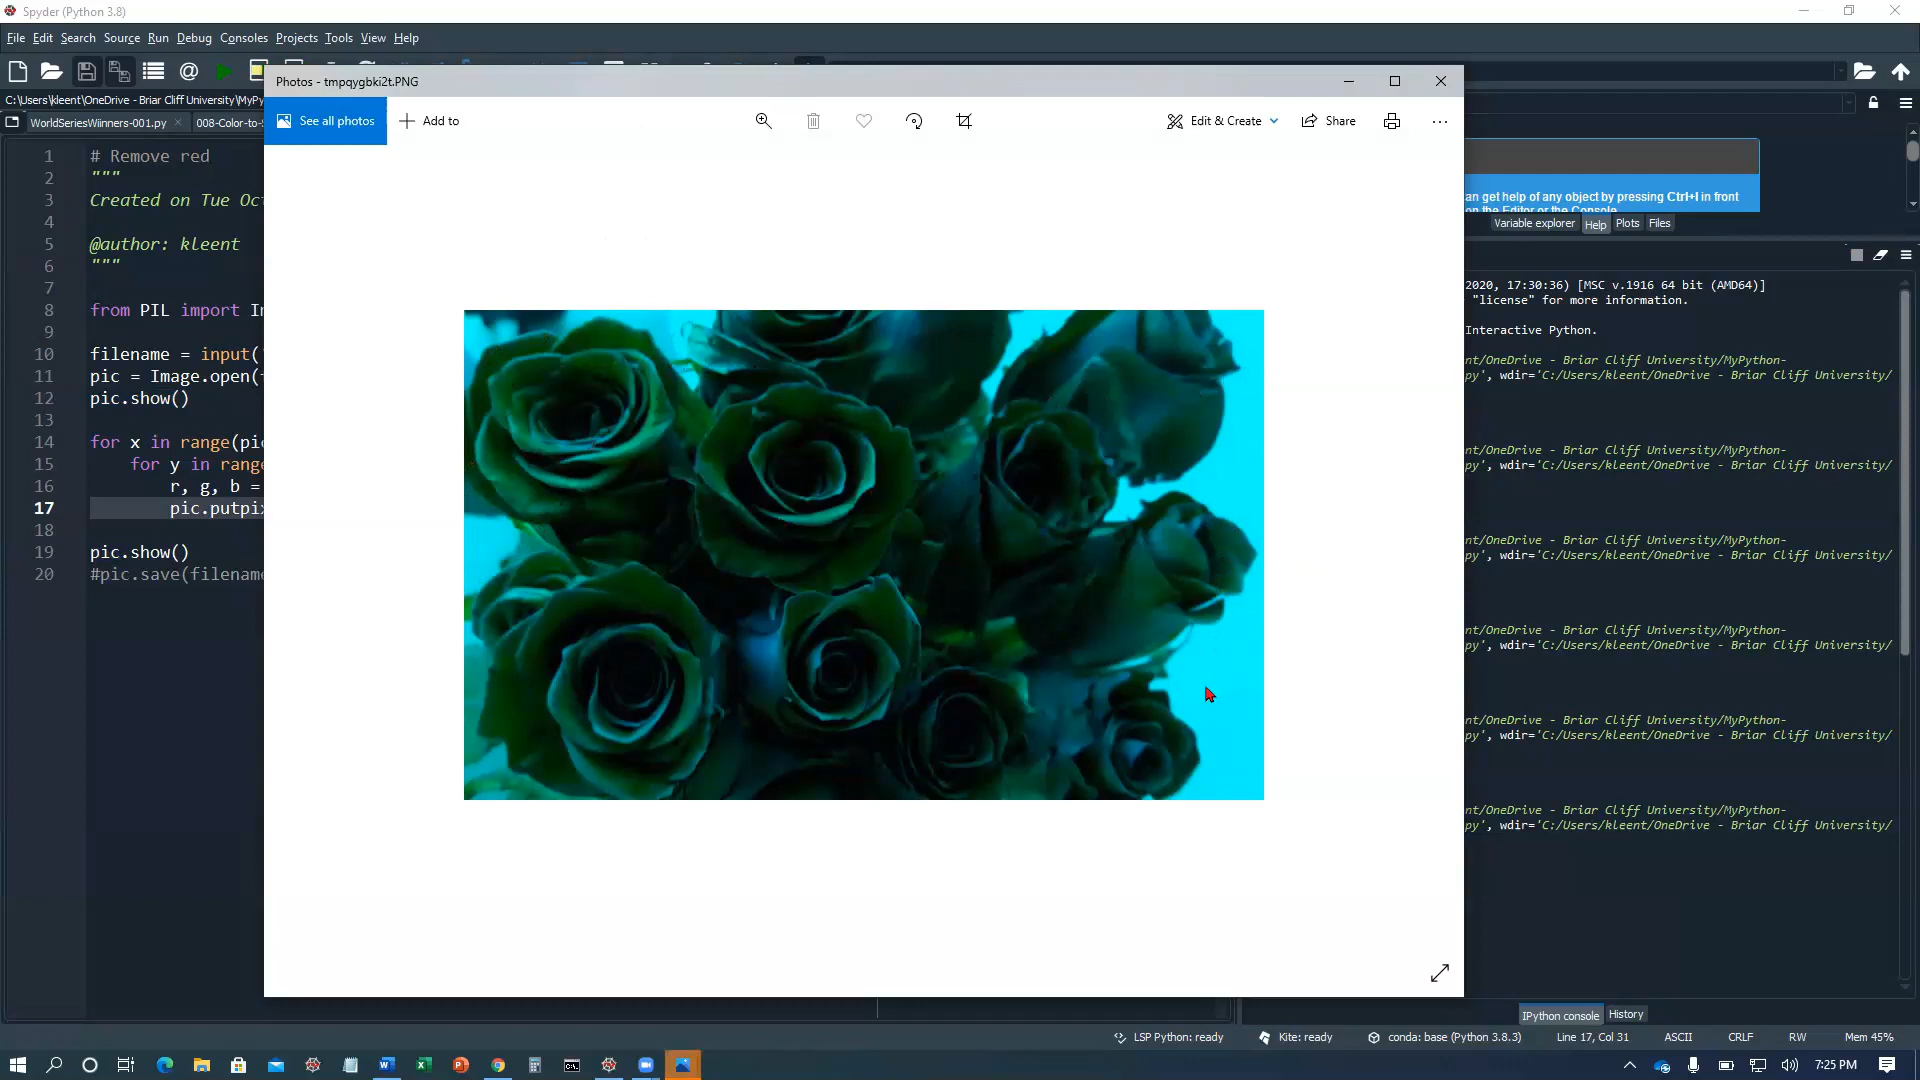 Spyder (Python 3.8)
File Edit Search Source Run Debug Consoles Projects Tools View Help
C:\Users\kleent\OneDrive - Briar Cliff University\MyPy
WorldSeriesWiinners-001.py 008-Color-to-
Photos - tmpqygbki2t.PNG
See all photos Add to Edit & Create Share
1 # Remove red
2 """
3 Created on Tue Oct
4
5 @author: kleent
6 """
7
8 from PIL import I
9
10 filename = input(
11 pic = Image.open(
12 pic.show()
13
14 for x in range(pic
15 for y in range
16 r, g, b =
17 pic.putpix
18
19 pic.show()
20 #pic.save(filename
an get help of any object by pressing Ctrl+I in front
on the Editor or the Console
Variable explorer Help Plots Files
2020, 17:30:36) [MSC v.1916 64 bit (AMD64)]
"license" for more information.
Interactive Python.
nt/OneDrive - Briar Cliff University/MyPython-
py', wdir='C:/Users/kleent/OneDrive - Briar Cliff University/
nt/OneDrive - Briar Cliff University/MyPython-
py', wdir='C:/Users/kleent/OneDrive - Briar Cliff University/
nt/OneDrive - Briar Cliff University/MyPython-
py', wdir='C:/Users/kleent/OneDrive - Briar Cliff University/
nt/OneDrive - Briar Cliff University/MyPython-
py', wdir='C:/Users/kleent/OneDrive - Briar Cliff University/
nt/OneDrive - Briar Cliff University/MyPython-
py', wdir='C:/Users/kleent/OneDrive - Briar Cliff University/
nt/OneDrive - Briar Cliff University/MyPython-
py', wdir='C:/Users/kleent/OneDrive - Briar Cliff University/
IPython console History
LSP Python: ready Kite: ready conda: base (Python 3.8.3) Line 17, Col 31 ASCII CRLF RW Mem 45%
7:25 PM